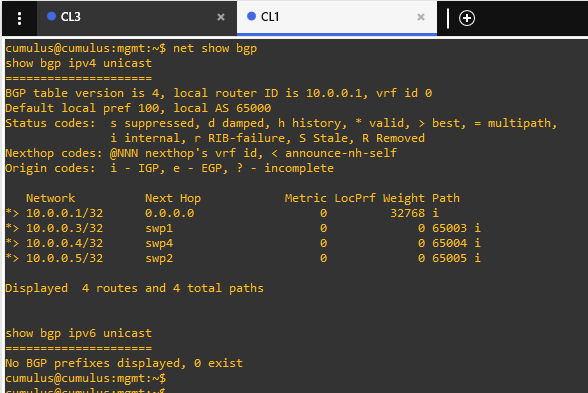 CL3 × CL1 ×
cumulus@cumulus:mgmt:~$ net show bgp
show bgp ipv4 unicast
=====================
BGP table version is 4, local router ID is 10.0.0.1, vrf id 0
Default local pref 100, local AS 65000
Status codes:  s suppressed, d damped, h history, * valid, > best, = multipath,
               i internal, r RIB-failure, S Stale, R Removed
Nexthop codes: @NNN nexthop's vrf id, < announce-nh-self
Origin codes:  i - IGP, e - EGP, ? - incomplete
   Network          Next Hop            Metric LocPrf Weight Path
*> 10.0.0.1/32      0.0.0.0                  0         32768 i
*> 10.0.0.3/32      swp1                     0             0 65003 i
*> 10.0.0.4/32      swp4                     0             0 65004 i
*> 10.0.0.5/32      swp2                     0             0 65005 i
Displayed  4 routes and 4 total paths
show bgp ipv6 unicast
=====================
No BGP prefixes displayed, 0 exist
cumulus@cumulus:mgmt:~$
cumulus@cumulus:mgmt:~$